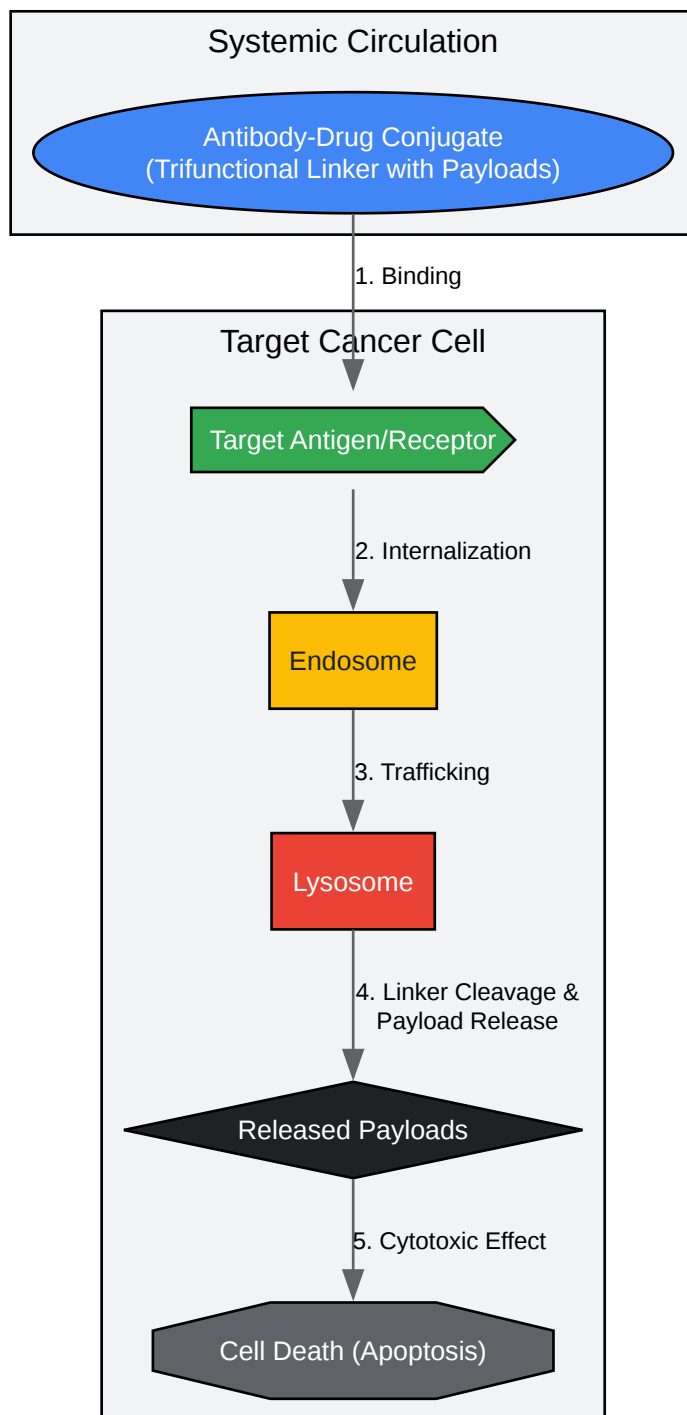 Systemic Circulation
Antibody-Drug Conjugate
(Trifunctional Linker with Payloads)
1. Binding
Target Cancer Cell
Target Antigen/Receptor
2. Internalization
Endosome
3. Trafficking
Lysosome
4. Linker Cleavage &
Payload Release
Released Payloads
5. Cytotoxic Effect
Cell Death (Apoptosis)